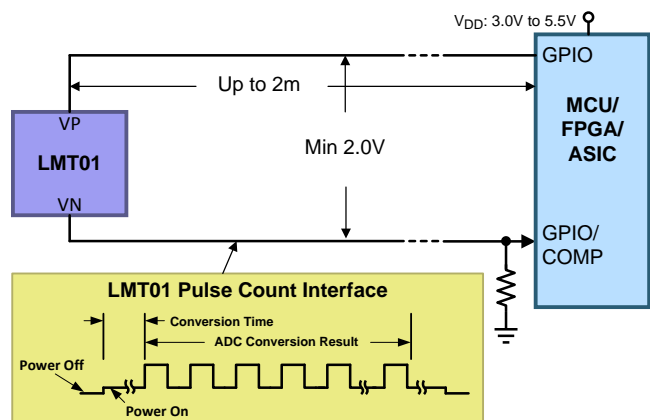 VDD: 3.0V to 5.5V
GPIO
Up to 2m
MCU/
FPGA/
ASIC
VP
LMT01
Min 2.0V
VN
GPIO/
COMP
LMT01 Pulse Count Interface
Conversion Time
ADC Conversion Result
Power Off
Power On